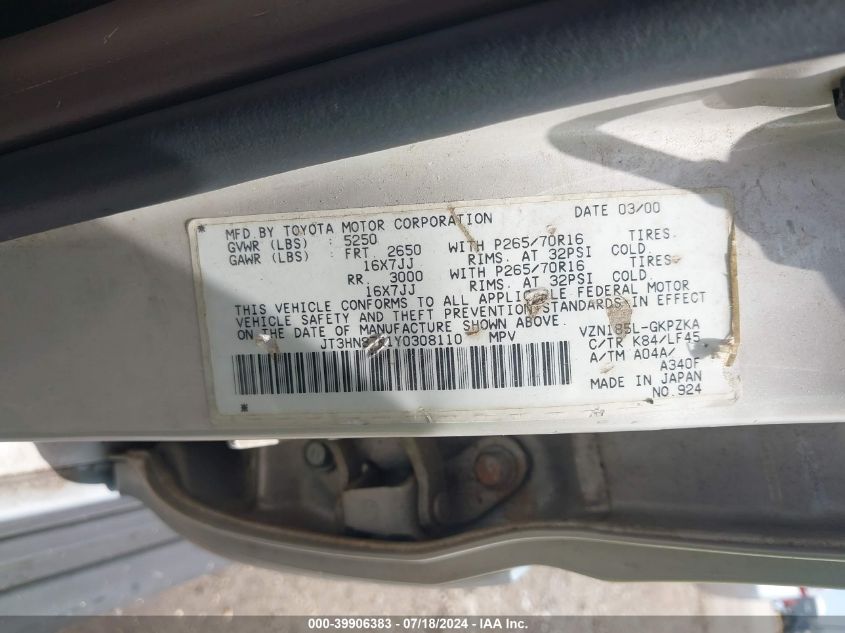 MFD.BY TOYOTA MOTOR CORPORATION DATE 03/00
GVWR (LBS) : 5250 WITH P265/70R16 TIRES.
GAWR (LBS) : FRT. 2650 RIMS. AT 32PSI COLD.
16X7JJ WITH P265/70R16 TIRES.
RR. 3000 RIMS. AT 32PSI COLD.
16X7JJ
THIS VEHICLE CONFORMS TO ALL APPLICABLE FEDERAL MOTOR
VEHICLE SAFETY AND THEFT PREVENTION STANDARDS IN EFFECT
ON THE DATE OF MANUFACTURE SHOWN ABOVE.
MPV
VZN185L-GKPZKA
C/TR K84/LF45
A/TM A04A/
A340F
MADE IN JAPAN
NO.924
000-39906383 - 07/18/2024 - IAA Inc.